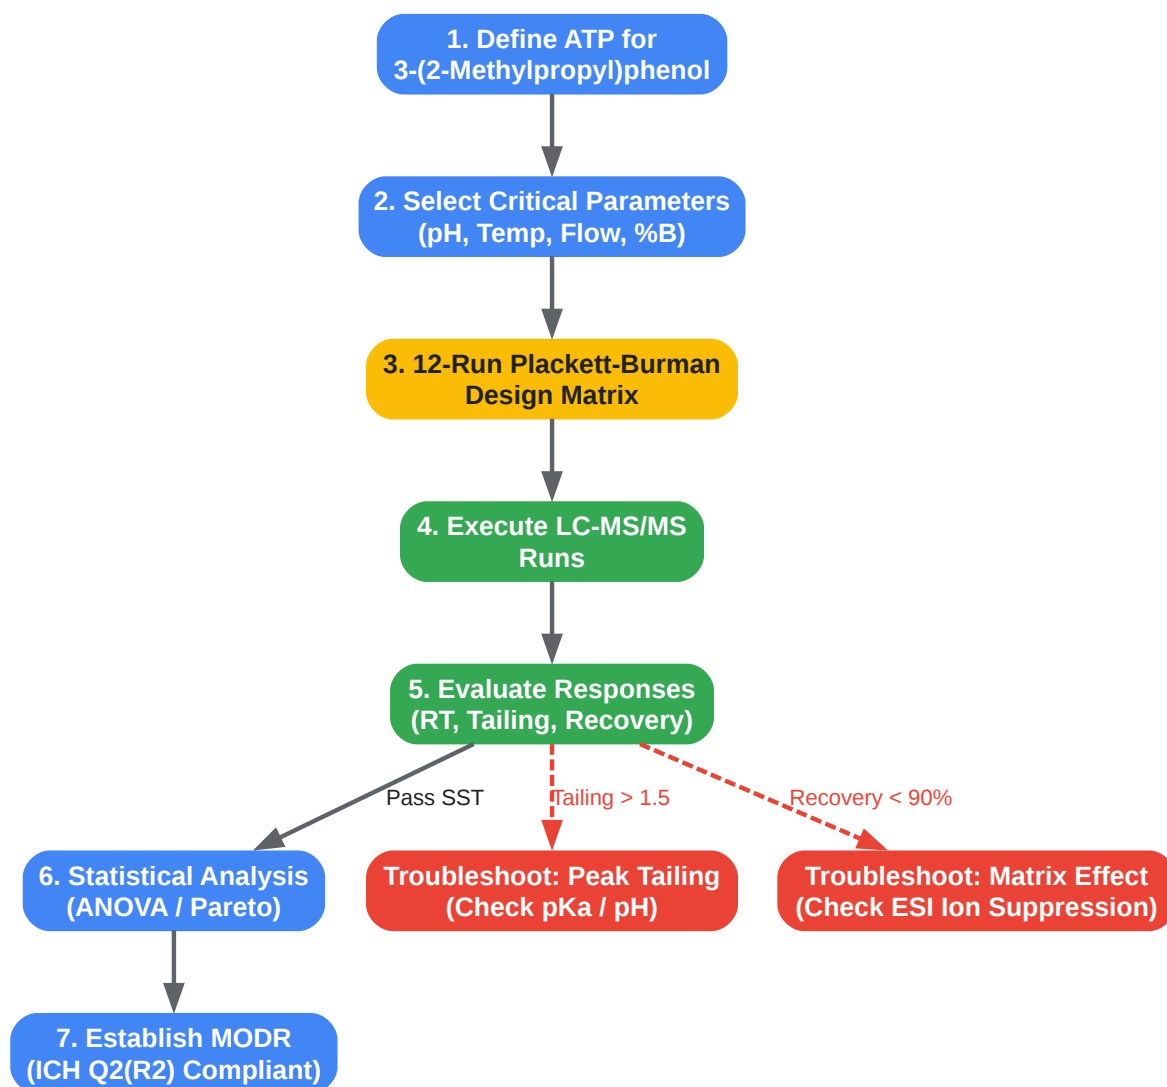 1. Define ATP for
3-(2-Methylpropyl)phenol
2. Select Critical Parameters
(pH, Temp, Flow, %B)
3. 12-Run Plackett-Burman
Design Matrix
4. Execute LC-MS/MS
Runs
5. Evaluate Responses
(RT, Tailing, Recovery)
Pass SST
Tailing > 1.5
Recovery < 90%
6. Statistical Analysis
(ANOVA / Pareto)
Troubleshoot: Peak Tailing
(Check pKa / pH)
Troubleshoot: Matrix Effect
(Check ESI Ion Suppression)
7. Establish MODR
(ICH Q2(R2) Compliant)